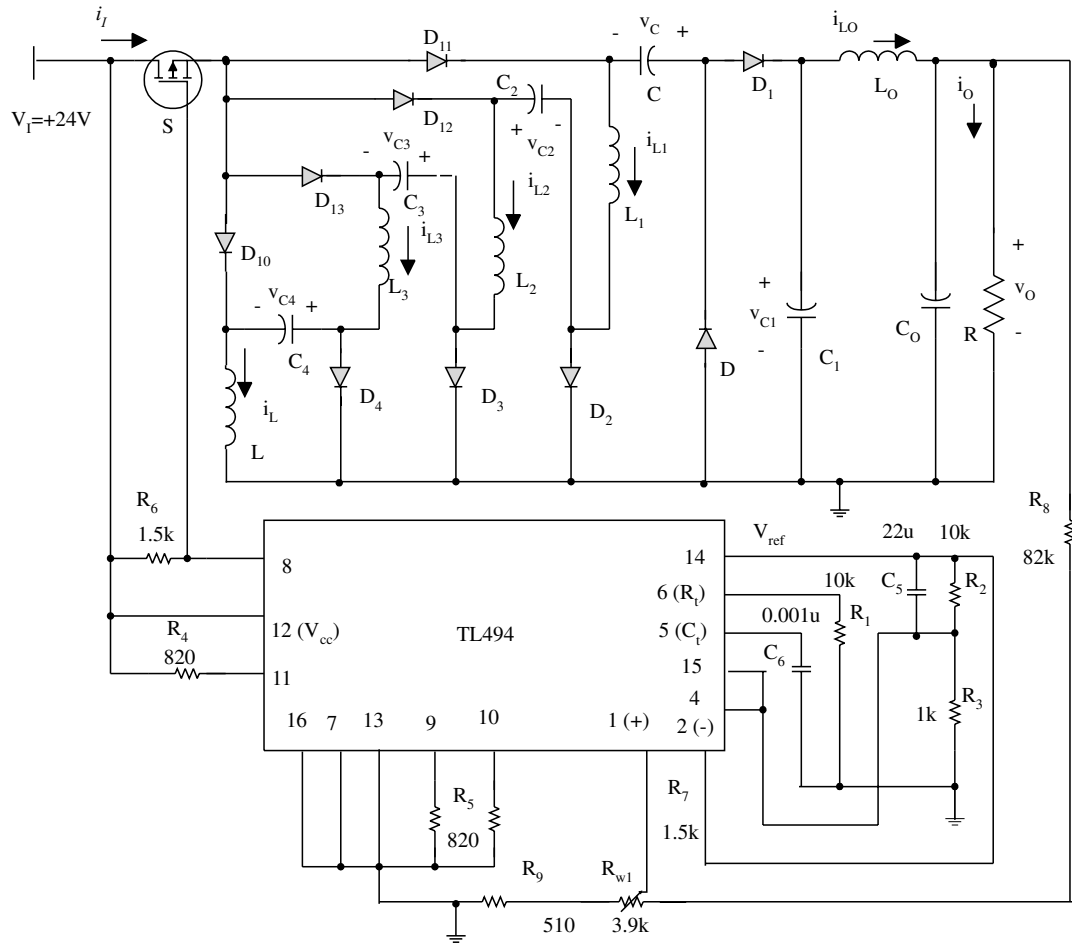 i_I
v_C
i_LO
D_11
- +
C_2
C
D_1
L_O
i_O
V_I=+24V
S
D_12
+ -
v_C2
v_C3
- +
i_L1
D_13
C_3
i_L2
L_1
D_10
i_L3
v_C4
- +
L_3
L_2
+
v_C1
-
+
v_O
-
C_4
D
C_1
C_O
R
i_L
D_4
D_3
D_2
L
R_6
1.5k
V_ref
22u
10k
R_8
8
14
82k
10k
C_5
R_2
6 (R_t)
0.001u
R_1
R_4
12 (V_cc)
TL494
5 (C_t)
820
C_6
11
15
4
R_3
1k
16
7
13
9
10
1 (+)
2 (-)
R_5
R_7
820
1.5k
R_9
R_w1
510
3.9k